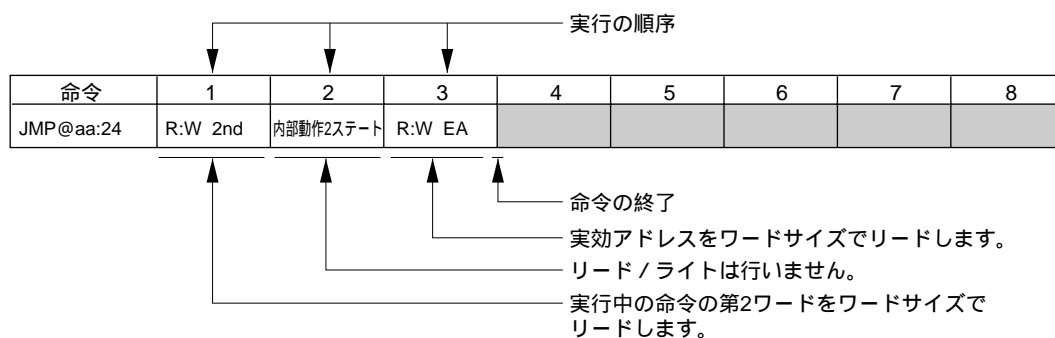 実行の順序
命令 1 2 3 4 5 6 7 8
JMP@aa:24 R:W 2nd 内部動作2ステート R:W EA
命令の終了
実効アドレスをワードサイズでリードします。
リード / ライトは行いません。
実行中の命令の第2ワードをワードサイズで
リードします。